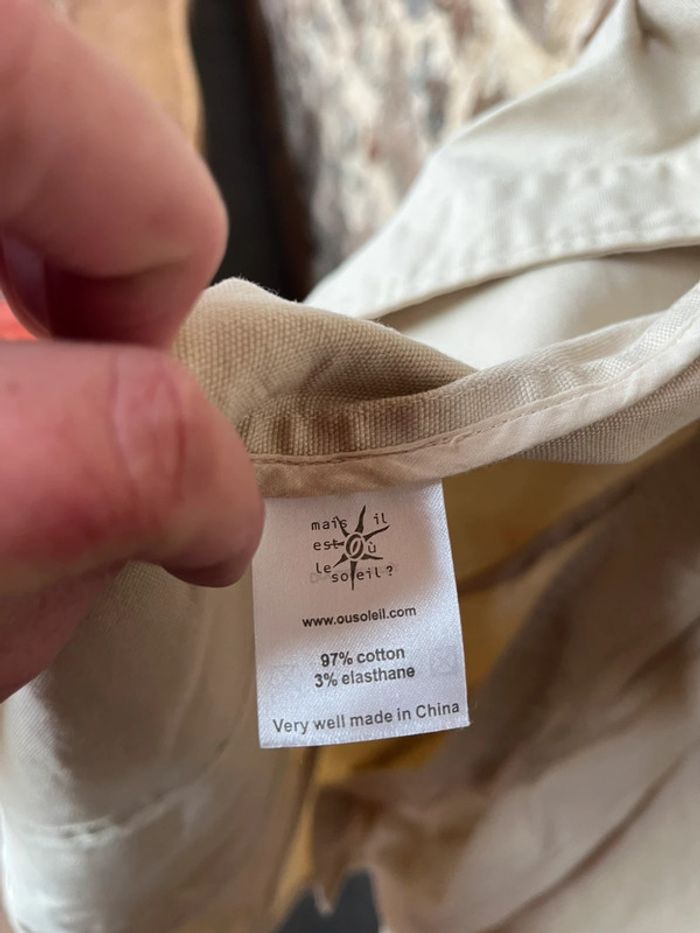 mais il
est où
le
soleil ?
www.ousoleil.com
97% cotton
3% elasthane
Very well made in China